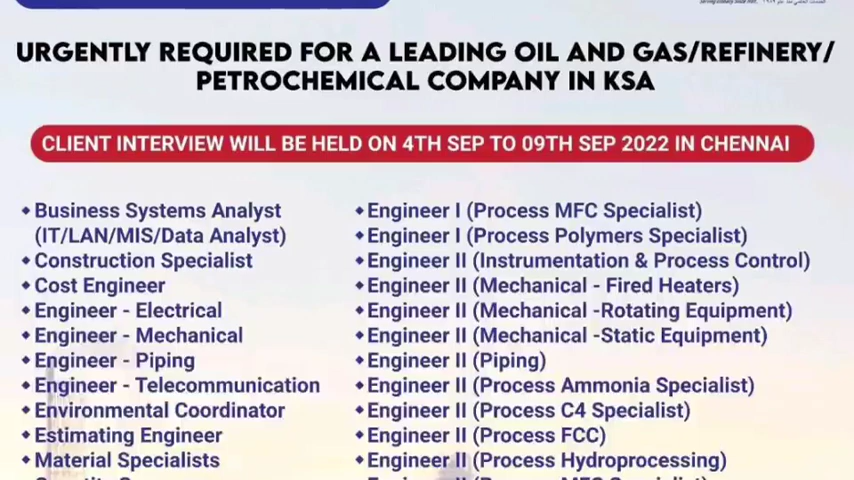 URGENTLY REQUIRED FOR A LEADING OIL AND GAS/REFINERY/
PETROCHEMICAL COMPANY IN KSA
CLIENT INTERVIEW WILL BE HELD ON 4TH SEP TO 09TH SEP 2022 IN CHENNAI
Business Systems Analyst
(IT/LAN/MIS/Data Analyst)
Construction Specialist
Cost Engineer
Engineer - Electrical
Engineer - Mechanical
Engineer - Piping
Engineer - Telecommunication
Environmental Coordinator
Estimating Engineer
Material Specialists
Engineer I (Process MFC Specialist)
Engineer I (Process Polymers Specialist)
Engineer II (Instrumentation & Process Control)
Engineer II (Mechanical - Fired Heaters)
Engineer II (Mechanical -Rotating Equipment)
Engineer II (Mechanical -Static Equipment)
Engineer II (Piping)
Engineer II (Process Ammonia Specialist)
Engineer II (Process C4 Specialist)
Engineer II (Process FCC)
Engineer II (Process Hydroprocessing)